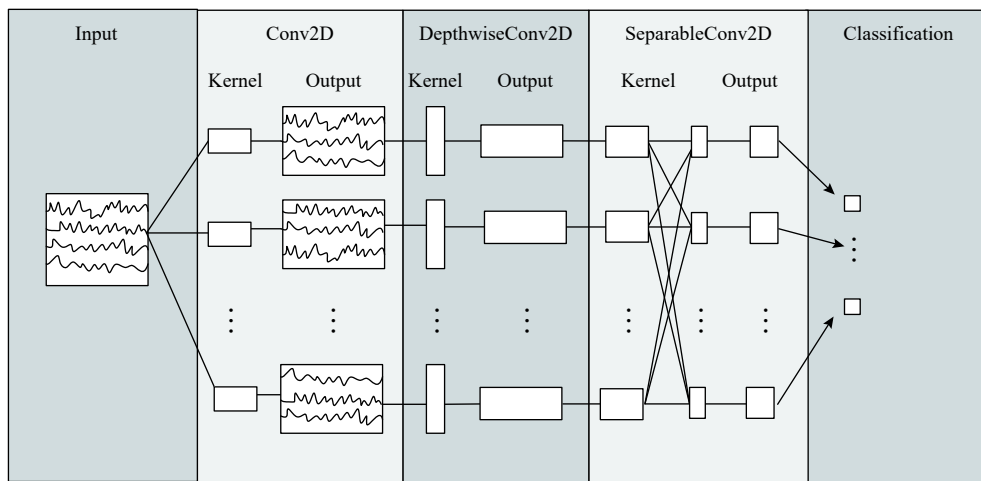 Input Conv2D DepthwiseConv2D SeparableConv2D Classification
Kernel Output Kernel Output Kernel Output